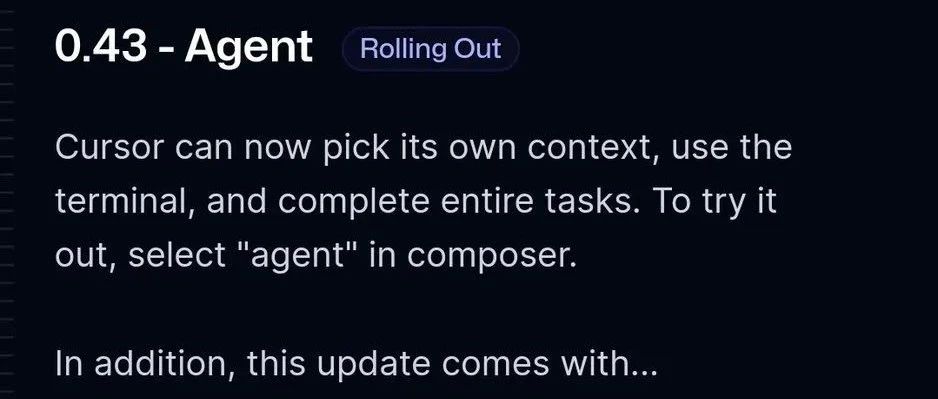 0.43 - Agent Rolling Out
Cursor can now pick its own context, use the
terminal, and complete entire tasks. To try it
out, select "agent" in composer.
In addition, this update comes with...